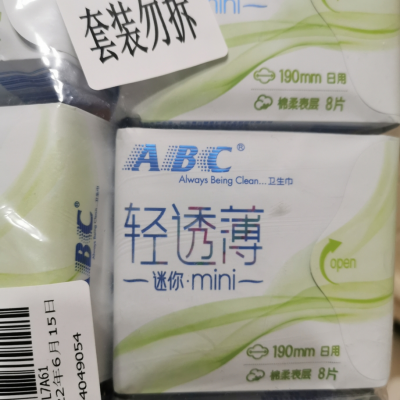 套装勿拆
mini
190mm 日用
棉柔表层 8片
ABC®
Always Being Clean...卫生巾
轻透薄
迷你·mini
open
190mm 日用
棉柔表层 8片
ABC
L7A61
22年6月15日
4049054